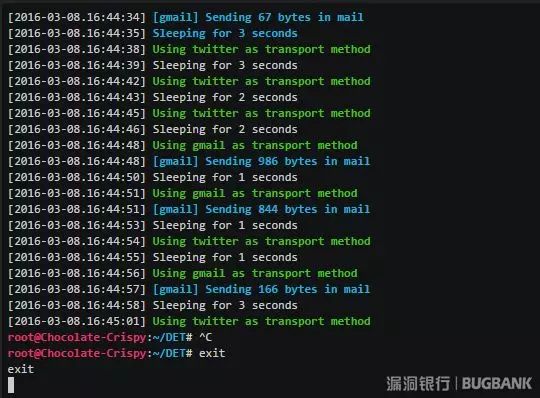 [2016-03-08.16:44:34] [gmail] Sending 67 bytes in mail
[2016-03-08.16:44:35] Sleeping for 3 seconds
[2016-03-08.16:44:38] Using twitter as transport method
[2016-03-08.16:44:39] Sleeping for 3 seconds
[2016-03-08.16:44:42] Using twitter as transport method
[2016-03-08.16:44:43] Sleeping for 2 seconds
[2016-03-08.16:44:45] Using twitter as transport method
[2016-03-08.16:44:46] Sleeping for 2 seconds
[2016-03-08.16:44:48] Using gmail as transport method
[2016-03-08.16:44:48] [gmail] Sending 986 bytes in mail
[2016-03-08.16:44:50] Sleeping for 1 seconds
[2016-03-08.16:44:51] Using gmail as transport method
[2016-03-08.16:44:51] [gmail] Sending 844 bytes in mail
[2016-03-08.16:44:53] Sleeping for 1 seconds
[2016-03-08.16:44:54] Using twitter as transport method
[2016-03-08.16:44:55] Sleeping for 1 seconds
[2016-03-08.16:44:56] Using gmail as transport method
[2016-03-08.16:44:57] [gmail] Sending 166 bytes in mail
[2016-03-08.16:44:58] Sleeping for 3 seconds
[2016-03-08.16:45:01] Using twitter as transport method
root@Chocolate-Crispy:~/DET# ^C
root@Chocolate-Crispy:~/DET# exit
exit
漏洞银行 | BUGBANK